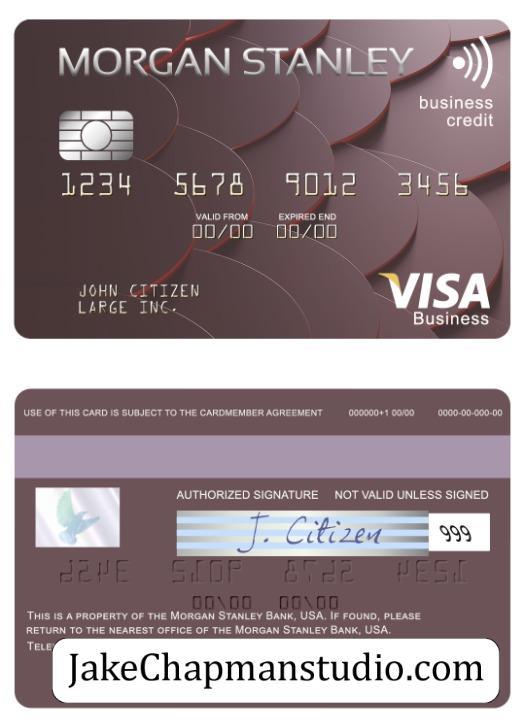 MORGAN STANLEY
business
credit
1234 5678 9012 3456
VALID FROM EXPIRED END
00/00 00/00
JOHN CITIZEN
LARGE INC.
VISA
Business
USE OF THIS CARD IS SUBJECT TO THE CARDMEMBER AGREEMENT 000000+1 00/00 0000-00-000-00
AUTHORIZED SIGNATURE NOT VALID UNLESS SIGNED
J. Citizen 999
THIS IS A PROPERTY OF THE MORGAN STANLEY BANK, USA. IF FOUND, PLEASE
RETURN TO THE NEAREST OFFICE OF THE MORGAN STANLEY BANK, USA.
JakeChapmanstudio.com